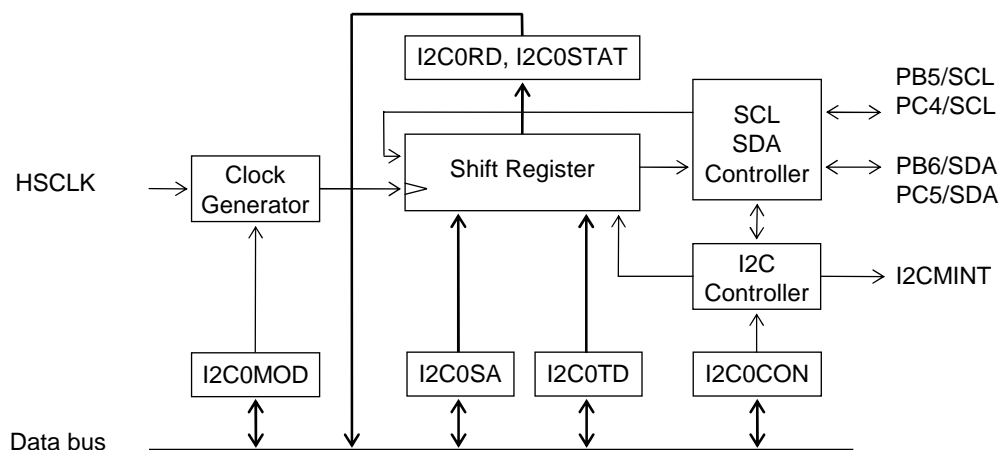 I2C0RD, I2C0STAT
PB5/SCL
PC4/SCL
SCL
SDA
Controller
HSCLK
Clock
Generator
Shift Register
PB6/SDA
PC5/SDA
I2C
Controller
I2CMINT
I2C0MOD
I2C0SA
I2C0TD
I2C0CON
Data bus